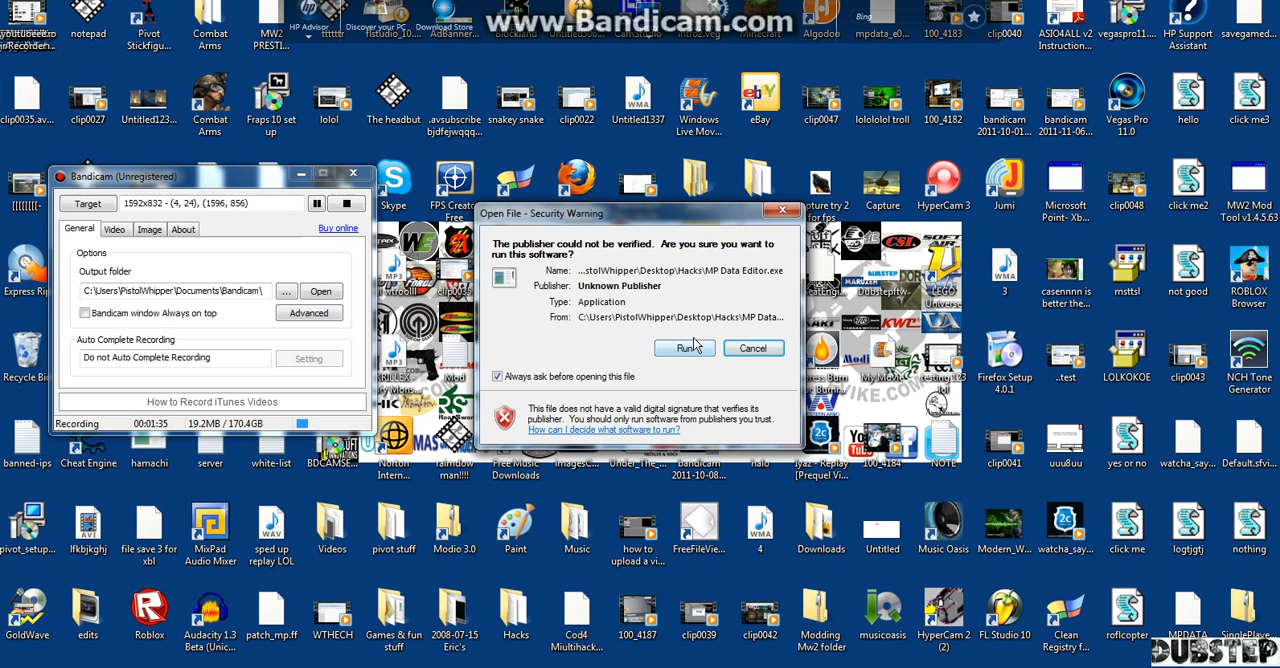 www.Bandicam.com
notepad
Pivot Stickfigu...
Combat Arms
MW2 PRESTI...
HP Advisor
Discover your PC
Download Store
flstudio_10....
AdBanner...
Blockland
Minecraft
Algodoo
Bing
mpdata_e0...
100_4183
clip0040
ASIO4ALL v2
Instruction...
vegaspro11....
HP Support
Assistant
savegamed...
clip0035.av...
clip0027
Untitled123...
Combat
Arms
Fraps 10 set
up
lolol
The headbut
.avsubscribe
bjdfejwqqq...
snakey snake
clip0022
Untitled1337
Windows
Live Mov...
eBay
clip0047
lolololol troll
100_4182
bandicam
2011-10-01...
bandicam
2011-11-06...
Vegas Pro
11.0
hello
click me3
Bandicam (Unregistered)
Target
1592x832 - (4, 24), (1596, 856)
General
Video
Image
About
Buy online
Options
Output folder
C:\Users\PistolWhipper\Documents\Bandicam\
...
Open
Bandicam window Always on top
Advanced
Auto Complete Recording
Do not Auto Complete Recording
Setting
How to Record iTunes Videos
Recording
00:01:35
19.2MB / 170.4GB
[[[[[[[[-
Skype
FPS Creato...
Free
Capture
HyperCam 3
Jumi
Microsoft
Point- Xb...
clip0048
click me2
MW2 Mod
Tool v1.4.5.63
Open File - Security Warning
The publisher could not be verified. Are you sure you want to
run this software?
Name: ...stolWhipper\Desktop\Hacks\MP Data Editor.exe
Publisher: Unknown Publisher
Type: Application
From: C:\Users\PistolWhipper\Desktop\Hacks\MP Data...
Run
Cancel
Always ask before opening this file
This file does not have a valid digital signature that verifies its
publisher. You should only run software from publishers you trust.
How can I decide what software to run?
Express Rip
3
casennnn is
better the...
msttsl
not good
ROBLOX
Browser
Recycle Bin
Firefox Setup
4.0.1
..test
LOLKOKOE
clip0043
NCH Tone
Generator
banned-ips
Cheat Engine
hamachi
server
white-list
BDCAMSE...
Norton
Intern...
raimdow
man!!!!
Free Music
Downloads
ImagesC...
Under_The_...
bandicam
2011-10-08...
halo
Iyaz - Replay
[Prequel Vi...
100_4184
NOTE
clip0041
uuu8uu
yes or no
watcha_say...
Default.sfvi...
pivot_setup...
lfkbjkghj
file save 3 for
xbl
MixPad
Audio Mixer
sped up
replay LOL
Videos
pivot stuff
Modio 3.0
Paint
Music
how to
upload a vi...
FreeFileVie...
4
Downloads
Untitled
Music Oasis
Modern_W...
watcha_say...
click me
logtjgtj
nothing
GoldWave
edits
Roblox
Audacity 1.3
Beta (Unic...
patch_mp.ff
WTHECH
Games & fun
stuff
2008-07-15
Eric's
Hacks
Cod4
Miultihack...
100_4187
clip0039
clip0042
Modding
Mw2 folder
musicoasis
HyperCam 2
(2)
FL Studio 10
Clean
Registry f...
roflcopter
MPDATA
SinglePlaye...
DUBSTEP